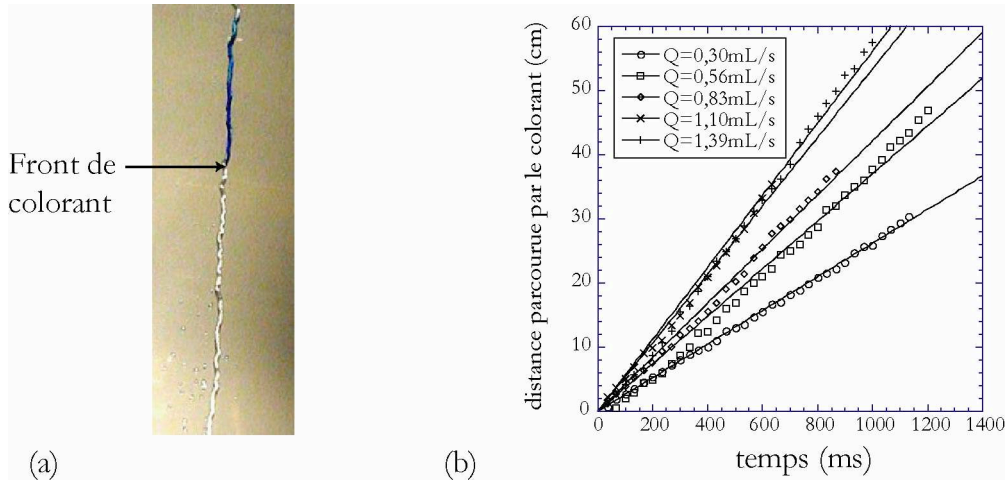 Front de
colorant
(a)
distance parcourue par le colorant (cm)
60
50
40
30
20
10
0
Q=0,30mL/s
Q=0,56mL/s
Q=0,83mL/s
Q=1,10mL/s
Q=1,39mL/s
0 200 400 600 800 1000 1200 1400
temps (ms)
(b)